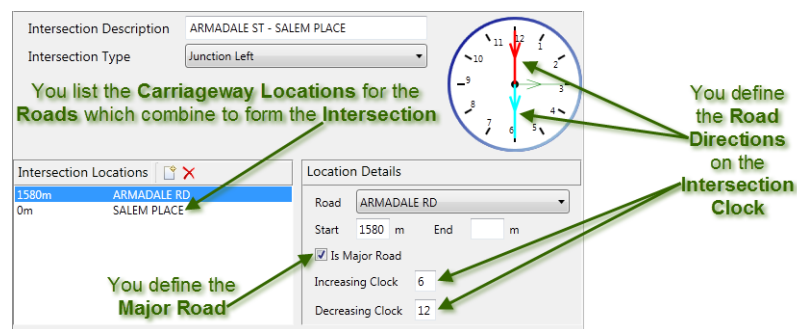 Intersection Description ARMADALE ST - SALEM PLACE
Intersection Type Junction Left
You list the Carriageway Locations for the
Roads which combine to form the Intersection
12
1
2
3
4
5
6
7
8
9
10
11
You define
the Road
Directions
on the
Intersection
Clock
Intersection Locations
1580m ARMADALE RD
0m SALEM PLACE
You define the
Major Road
Location Details
Road ARMADALE RD
Start 1580 m End m
Is Major Road
Increasing Clock 6
Decreasing Clock 12